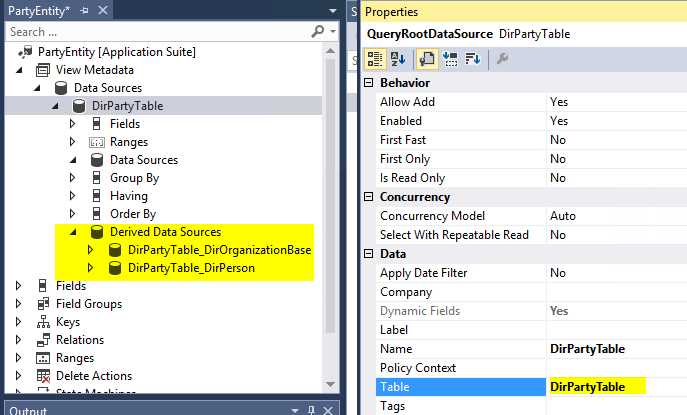 PartyEntity*
Search ...
PartyEntity [Application Suite]
View Metadata
Data Sources
DirPartyTable
Fields
Ranges
Data Sources
Group By
Having
Order By
Derived Data Sources
DirPartyTable_DirOrganizationBase
DirPartyTable_DirPerson
Fields
Field Groups
Keys
Relations
Ranges
Delete Actions
State Machines
Output
Properties
QueryRootDataSource DirPartyTable
Behavior
Allow Add Yes
Enabled Yes
First Fast No
First Only No
Is Read Only No
Concurrency
Concurrency Model Auto
Select With Repeatable Read No
Data
Apply Date Filter No
Company
Dynamic Fields Yes
Label
Name DirPartyTable
Policy Context
Table DirPartyTable
Tags